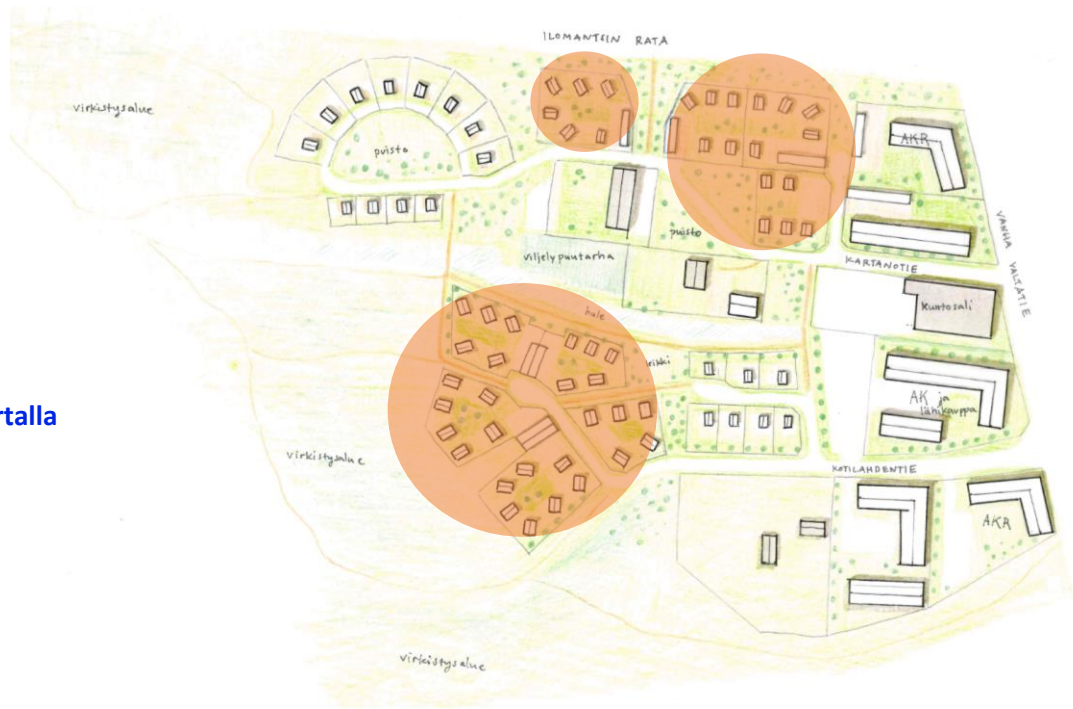 ILOMANTSIN RATA
virkistysalue
puisto
AKR
VANHA VALTATIE
puisto
viljelypuutarha
KARTANOTIE
kuntosali
hule
leikki
AK ja
lähikauppa
rtalla
virkistysalue
KOTILAHDENTIE
AKR
virkistysalue